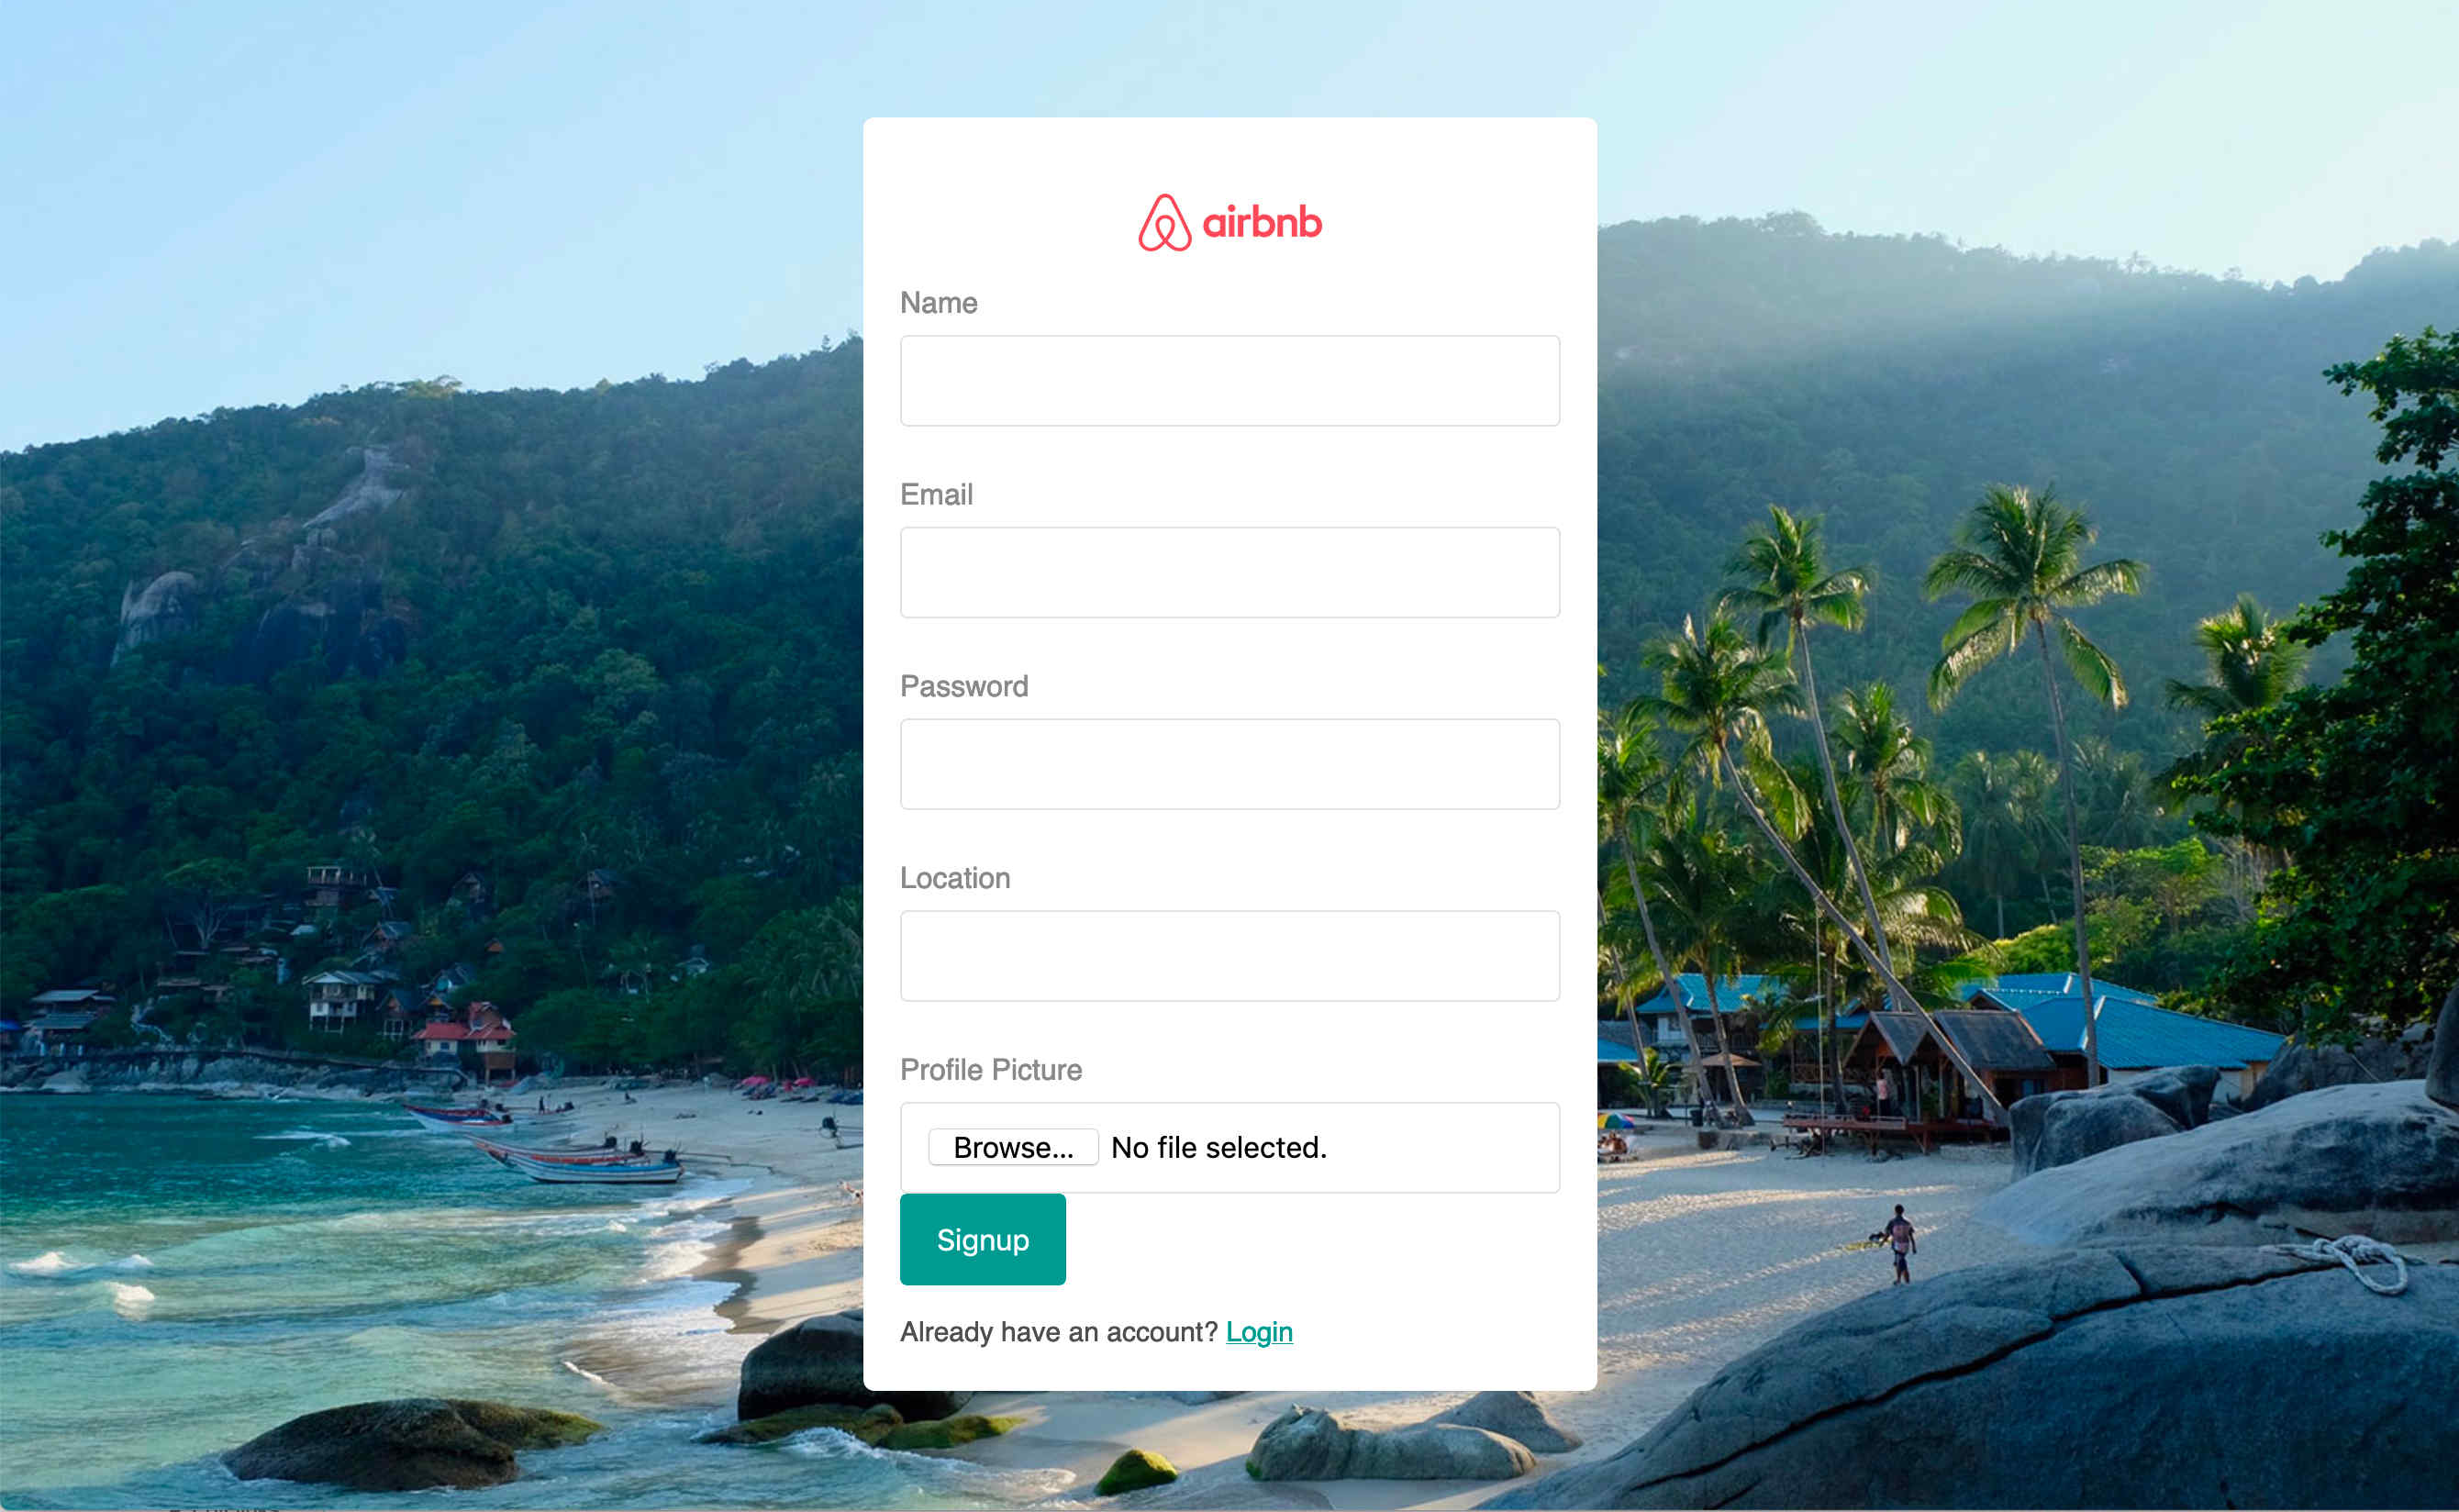 airbnb
Name
Email
Password
Location
Profile Picture
Browse... No file selected.
Signup
Already have an account? Login